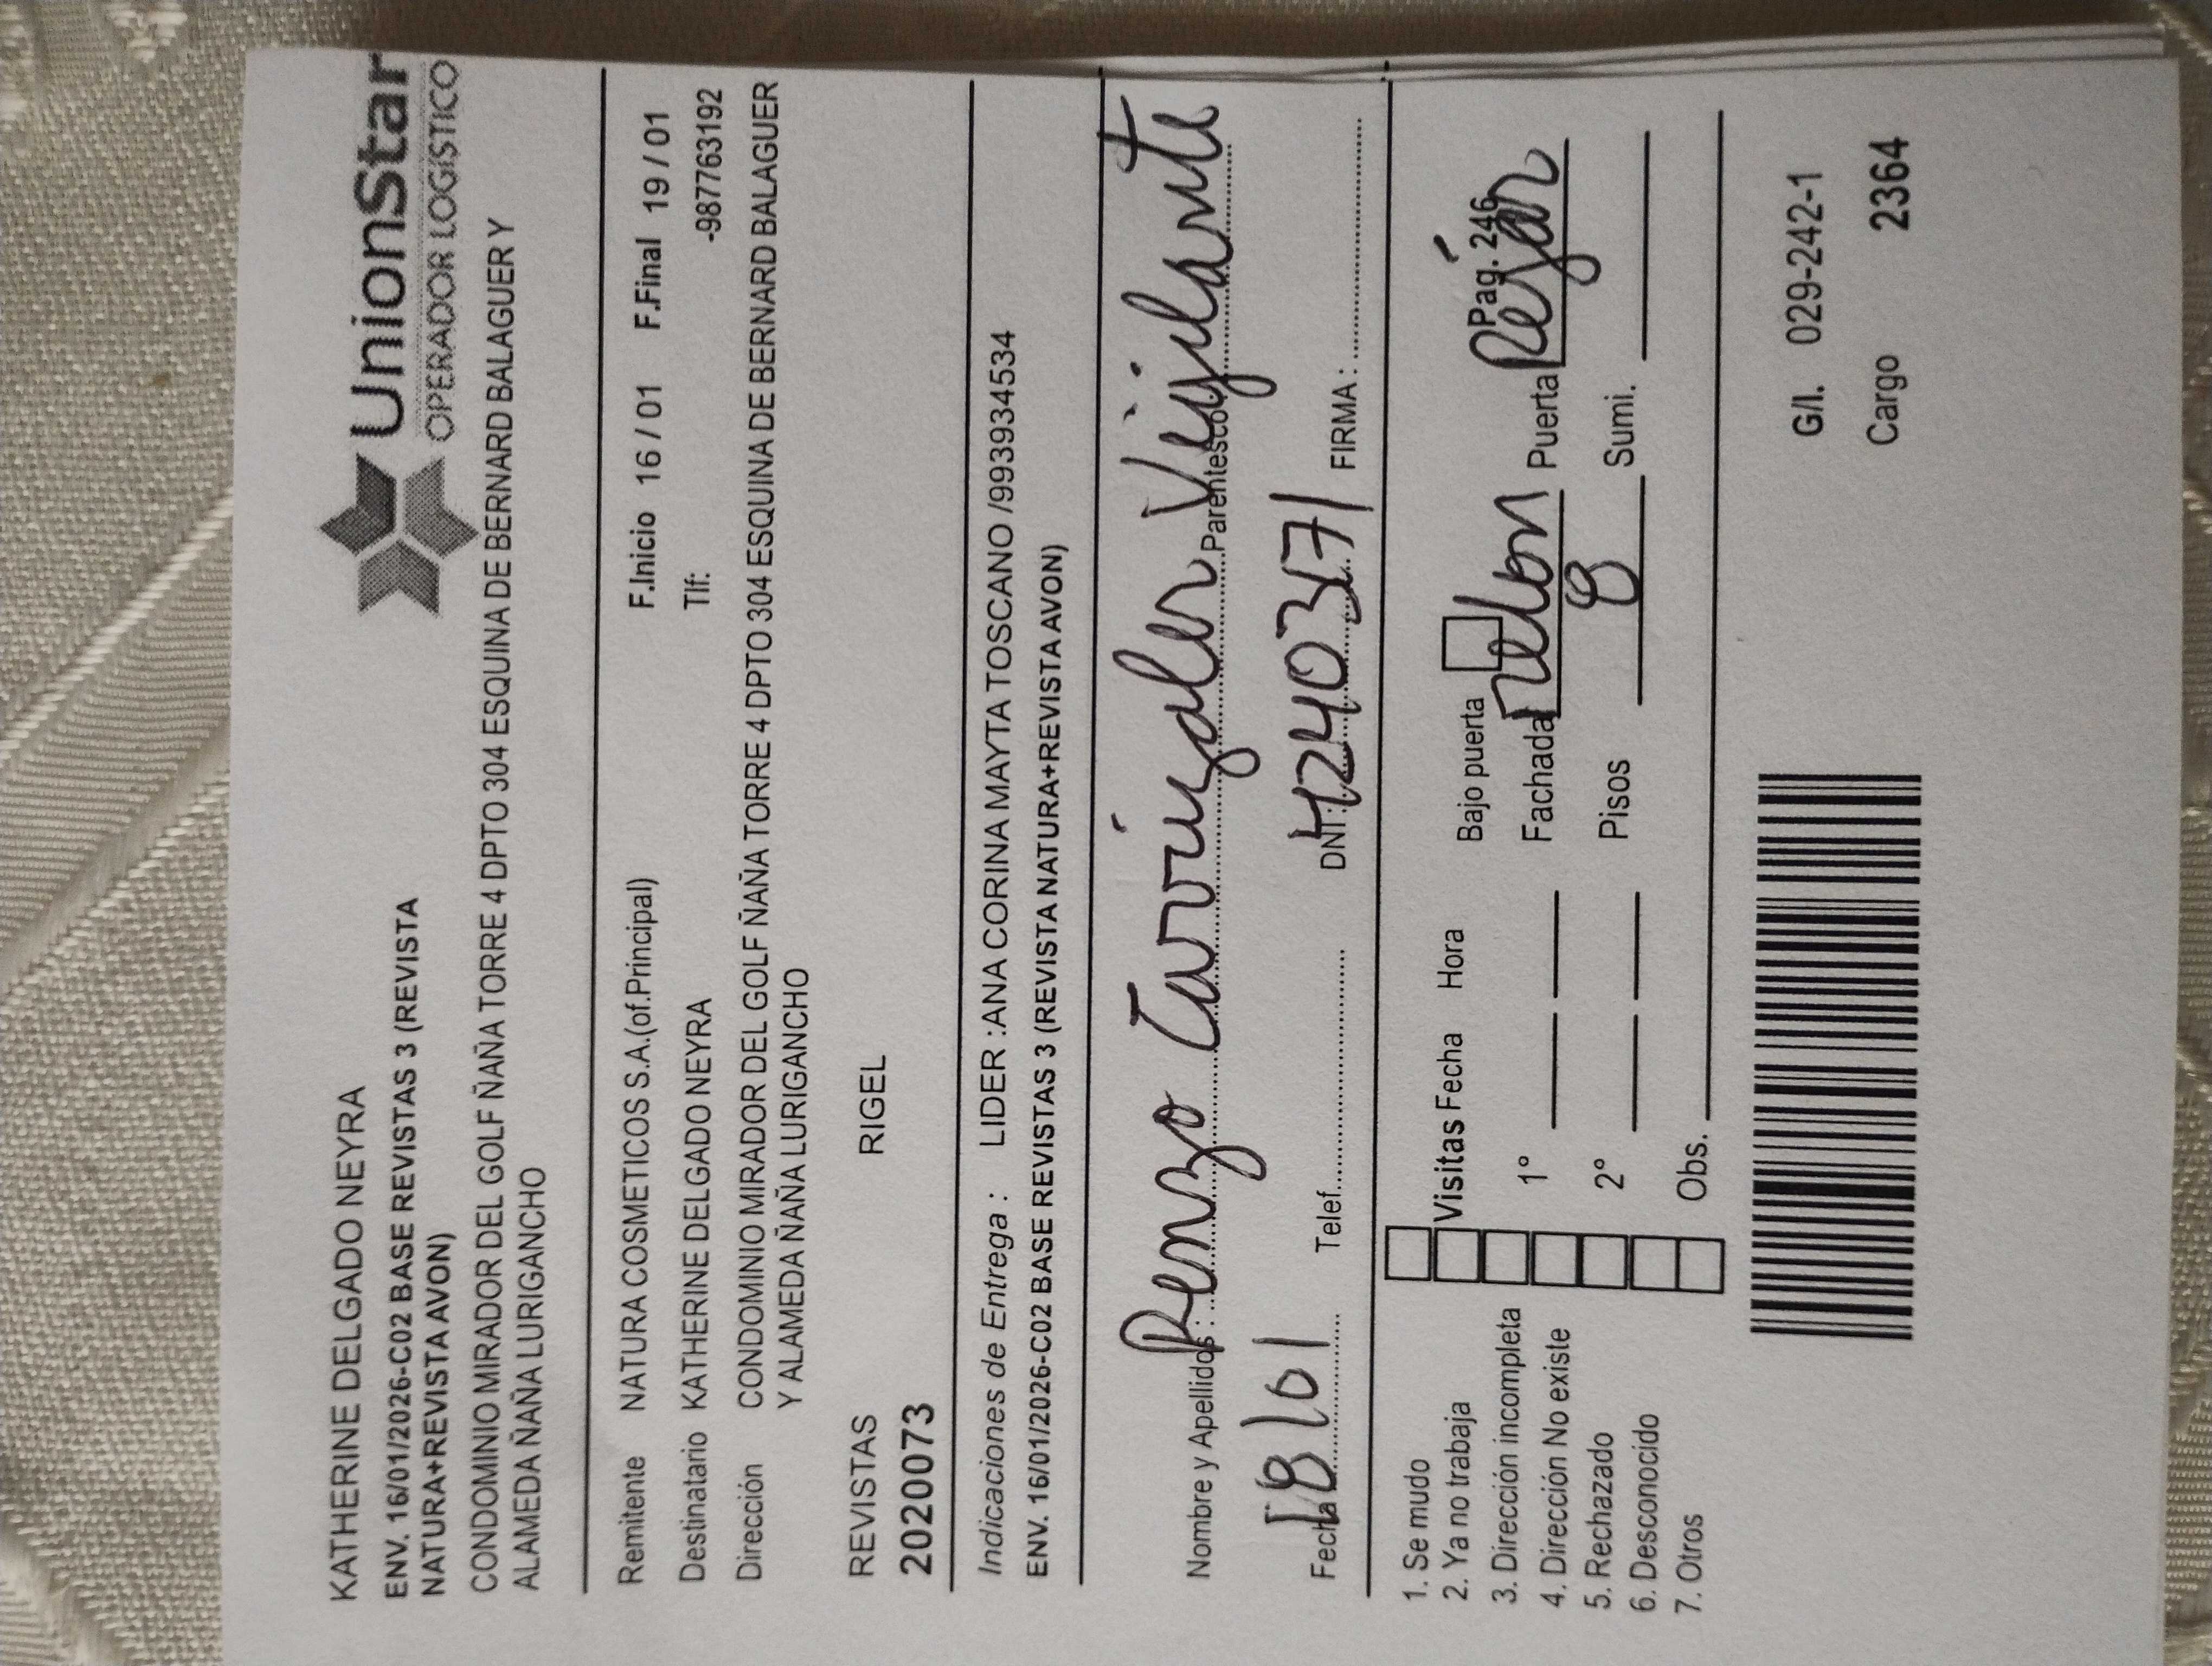 KATHERINE DELGADO NEYRA
UnionStar
OPERADOR LOGISTICO
ENV. 16/01/2026-C02 BASE REVISTAS 3 (REVISTA
NATURA+REVISTA AVON)
CONDOMINIO MIRADOR DEL GOLF ÑAÑA TORRE 4 DPTO 304 ESQUINA DE BERNARD BALAGUER Y
ALAMEDA ÑAÑA LURIGANCHO
Remitente NATURA COSMETICOS S.A.(of.Principal) F.Inicio 16 / 01 F.Final 19 / 01
Destinatario KATHERINE DELGADO NEYRA Tlf: -987763192
Dirección CONDOMINIO MIRADOR DEL GOLF ÑAÑA TORRE 4 DPTO 304 ESQUINA DE BERNARD BALAGUER
Y ALAMEDA ÑAÑA LURIGANCHO
REVISTAS RIGEL
2020073
Indicaciones de Entrega : LIDER :ANA CORINA MAYTA TOSCANO /993934534
ENV. 16/01/2026-C02 BASE REVISTAS 3 (REVISTA NATURA+REVISTA AVON)
Nombre y Apellidos : Renzo Carrizales Parentesco Vigilante
Fecha 18/01 Telef. DNI: FIRMA :
1. Se mudo
2. Ya no trabaja
3. Dirección incompleta
4. Dirección No existe
5. Rechazado
6. Desconocido
7. Otros
Visitas Fecha Hora
1°
2°
Obs.
Bajo puerta Pag. 246
Fachada Puerta Rejan
Pisos 8 Sumi.
G/I. 029-242-1
Cargo 2364